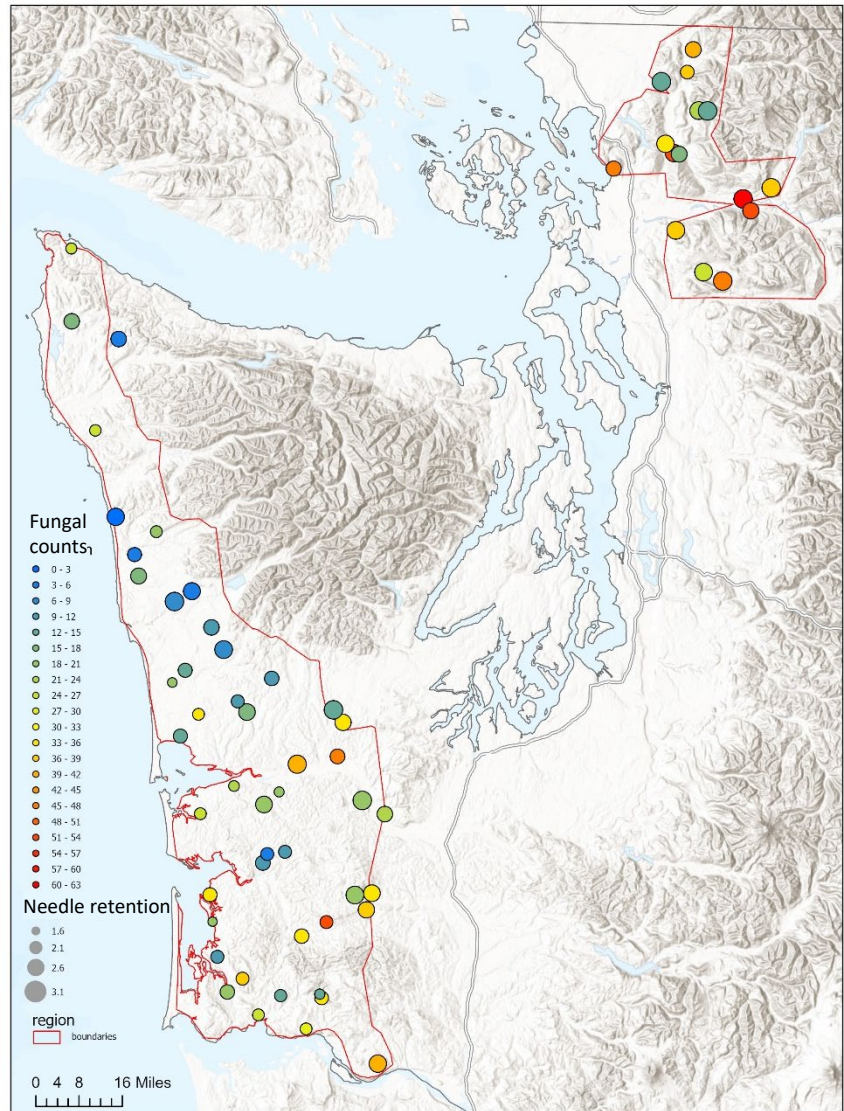 Fungal
counts
0 - 3
3 - 6
6 - 9
9 - 12
12 - 15
15 - 18
18 - 21
21 - 24
24 - 27
27 - 30
30 - 33
33 - 36
36 - 39
39 - 42
42 - 45
45 - 48
48 - 51
51 - 54
54 - 57
57 - 60
60 - 63
Needle retention
1.6
2.1
2.6
3.1
region
boundaries
0 4 8 16 Miles